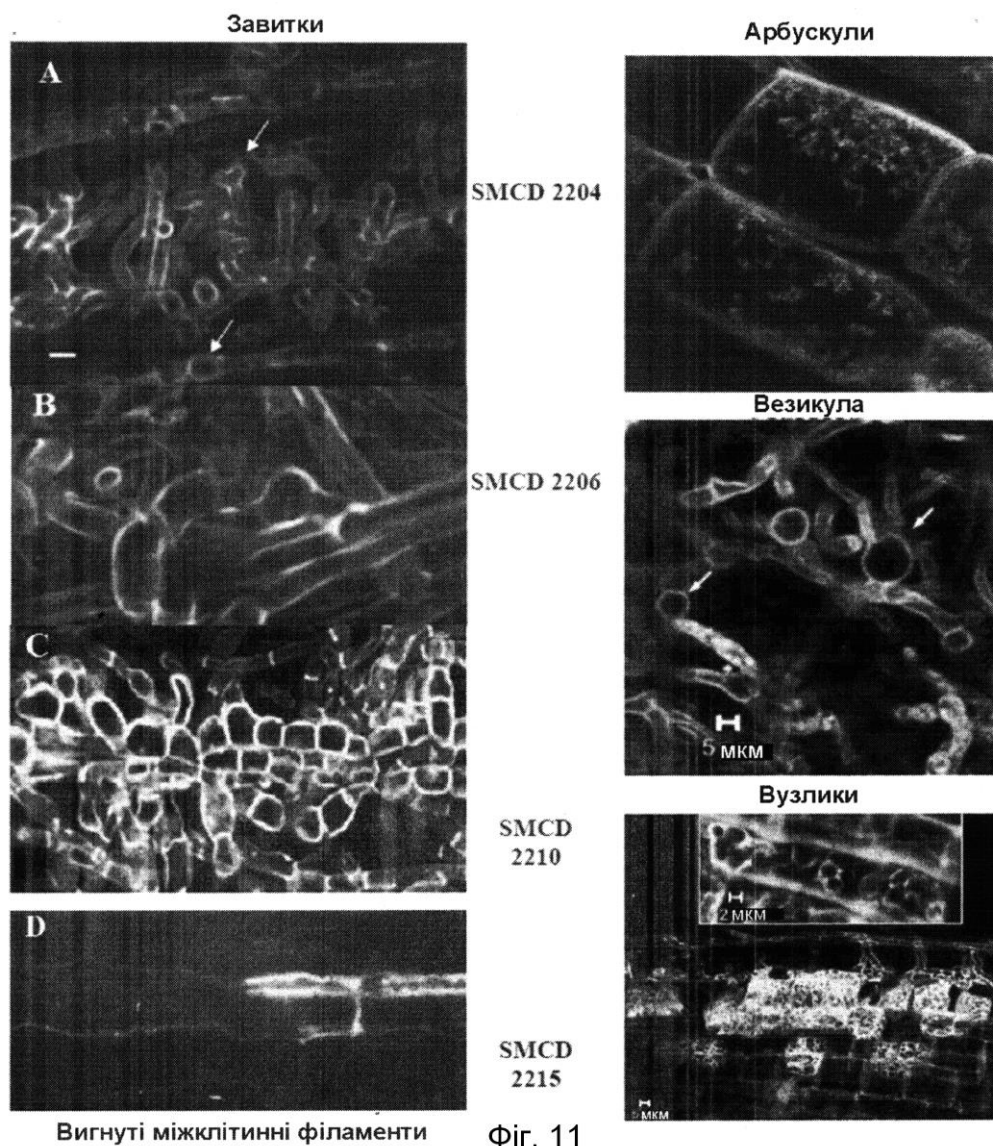 Завитки
Арбускули
A
SMCD 2204
B
Везикула
SMCD 2206
C
5 мкм
SMCD
2210
Вузлики
2 мкм
D
SMCD
2215
мкм
Вигнуті міжклітинні філаменти
Фіг. 11